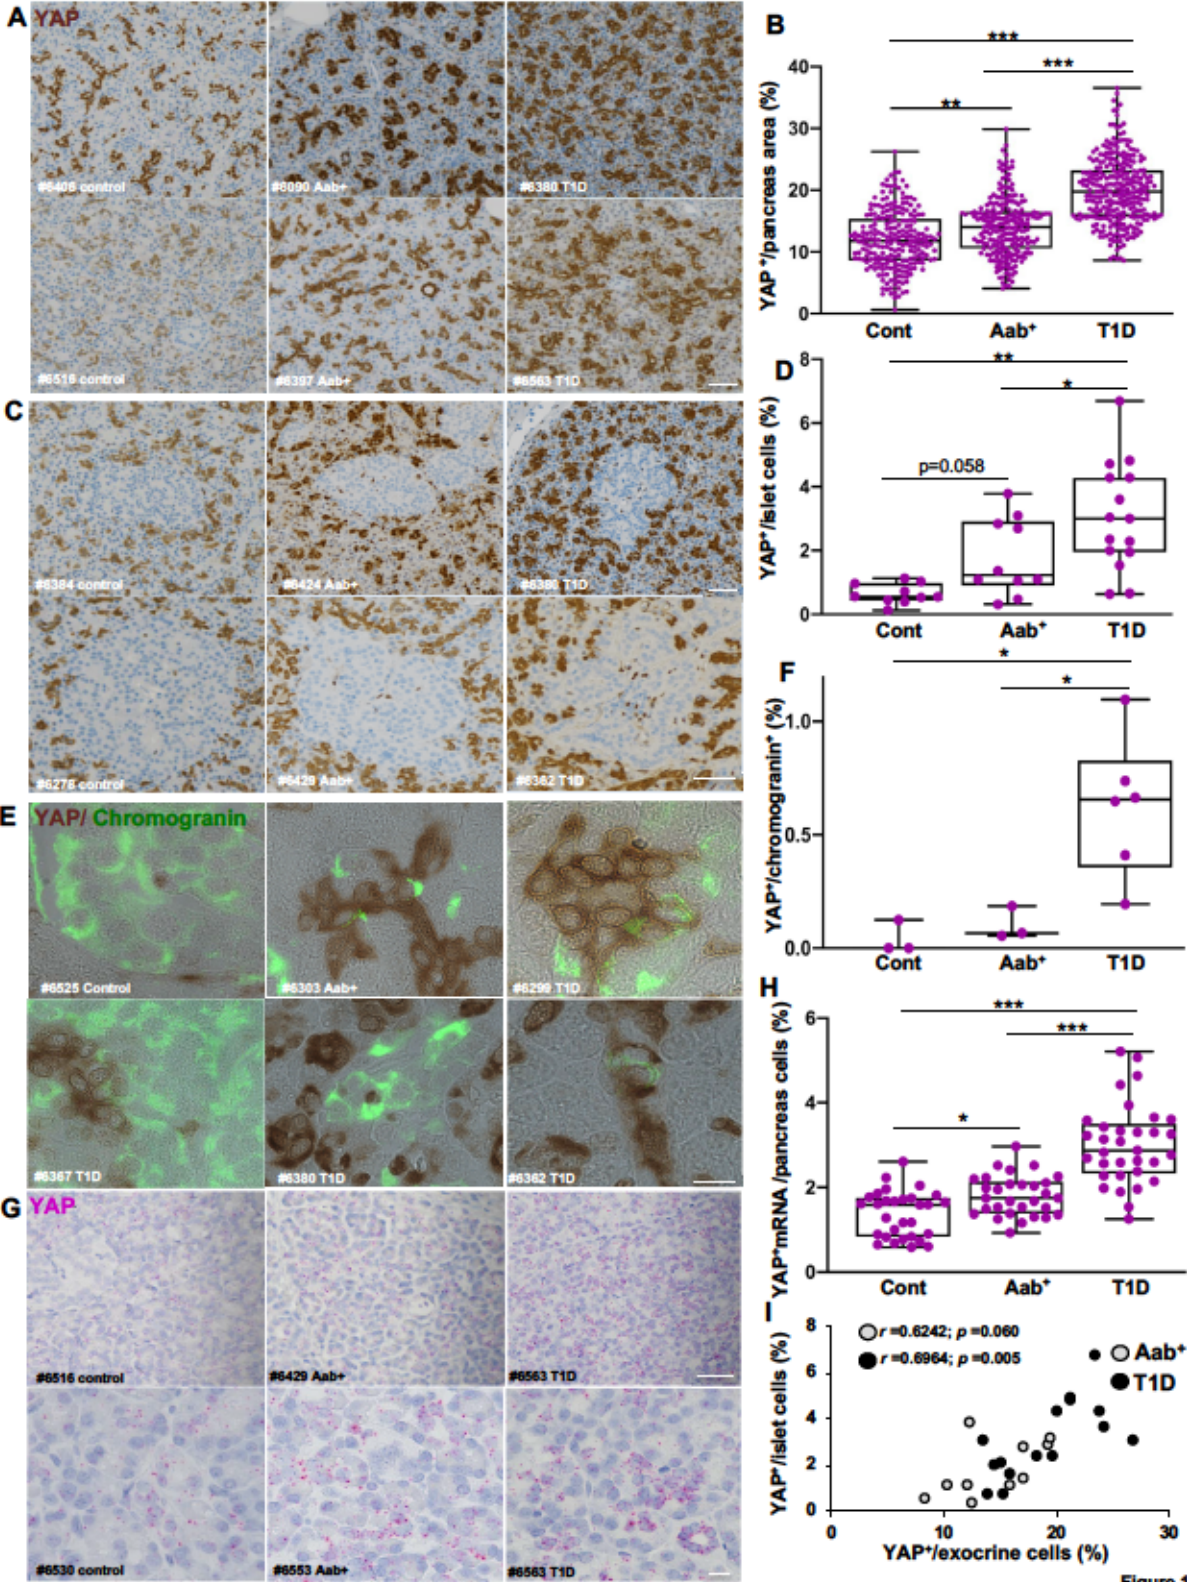 A YAP
#6408 control
#6090 Aab+
#6380 T1D
#6516 control
#6397 Aab+
#6563 T1D
B
***
***
**
YAP⁺/pancreas area (%)
40
30
20
10
0
Cont Aab⁺ T1D
C
#6384 control
#6424 Aab+
#6380 T1D
#6278 control
#6429 Aab+
#6362 T1D
D
**
*
p=0.058
YAP⁺/islet cells (%)
8
6
4
2
0
Cont Aab⁺ T1D
E YAP/ Chromogranin
#6525 Control
#6303 Aab+
#6299 T1D
#6367 T1D
#6380 T1D
#6362 T1D
F
*
*
YAP⁺/chromogranin⁺ (%)
1.0
0.5
0.0
Cont Aab⁺ T1D
G YAP
#6516 control
#6429 Aab+
#6563 T1D
#6530 control
#6553 Aab+
#6563 T1D
H
***
***
*
YAP⁺mRNA /pancreas cells (%)
6
4
2
0
Cont Aab⁺ T1D
I
r =0.6242; p =0.060
r =0.6964; p =0.005
Aab⁺
T1D
YAP⁺/islet cells (%)
8
6
4
2
0
0 10 20 30
YAP⁺/exocrine cells (%)